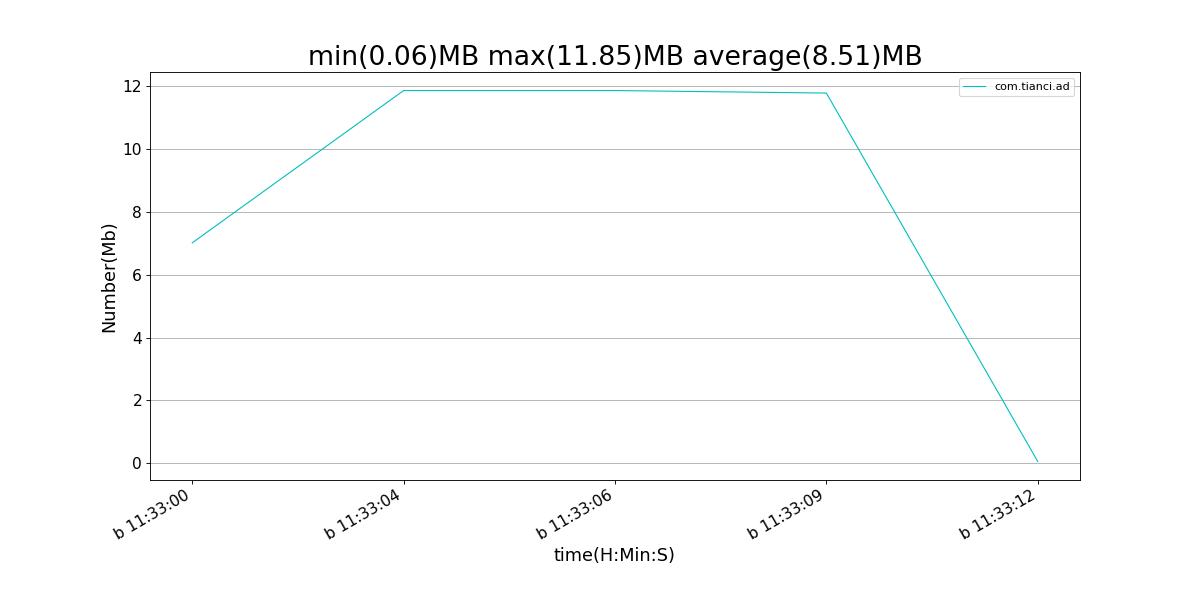 min(0.06)MB max(11.85)MB average(8.51)MB
com.tianci.ad
12
10
8
6
4
2
0
Number(Mb)
b 11:33:00
b 11:33:04
b 11:33:06
b 11:33:09
b 11:33:12
time(H:Min:S)